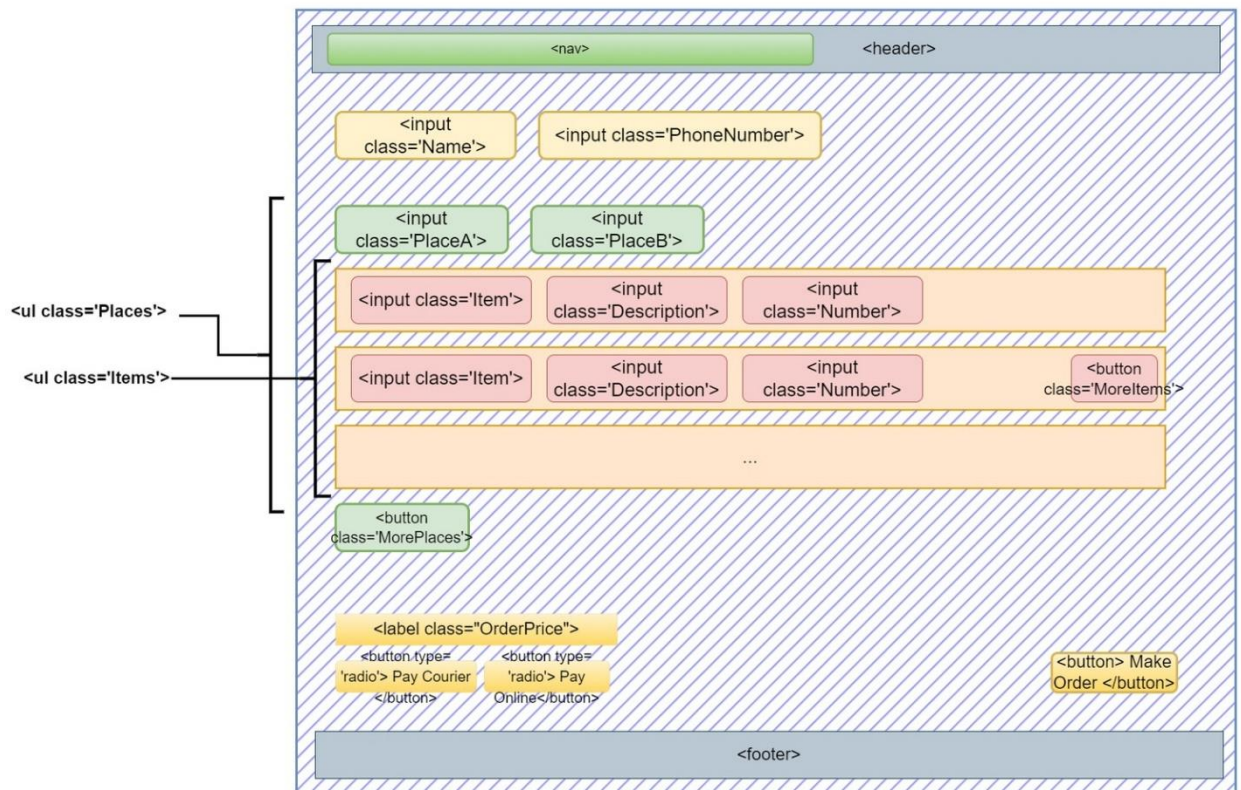 <nav>
<header>
<input
class='Name'>
<input class='PhoneNumber'>
<input
class='PlaceA'>
<input
class='PlaceB'>
<ul class='Places'>
<ul class='Items'>
<input class='Item'>
<input
class='Description'>
<input
class='Number'>
<input class='Item'>
<input
class='Description'>
<input
class='Number'>
<button
class='MoreItems'>
...
<button
class='MorePlaces'>
<label class="OrderPrice">
<button type=
'radio'> Pay Courier
</button>
<button type=
'radio'> Pay
Online</button>
<button> Make
Order </button>
<footer>